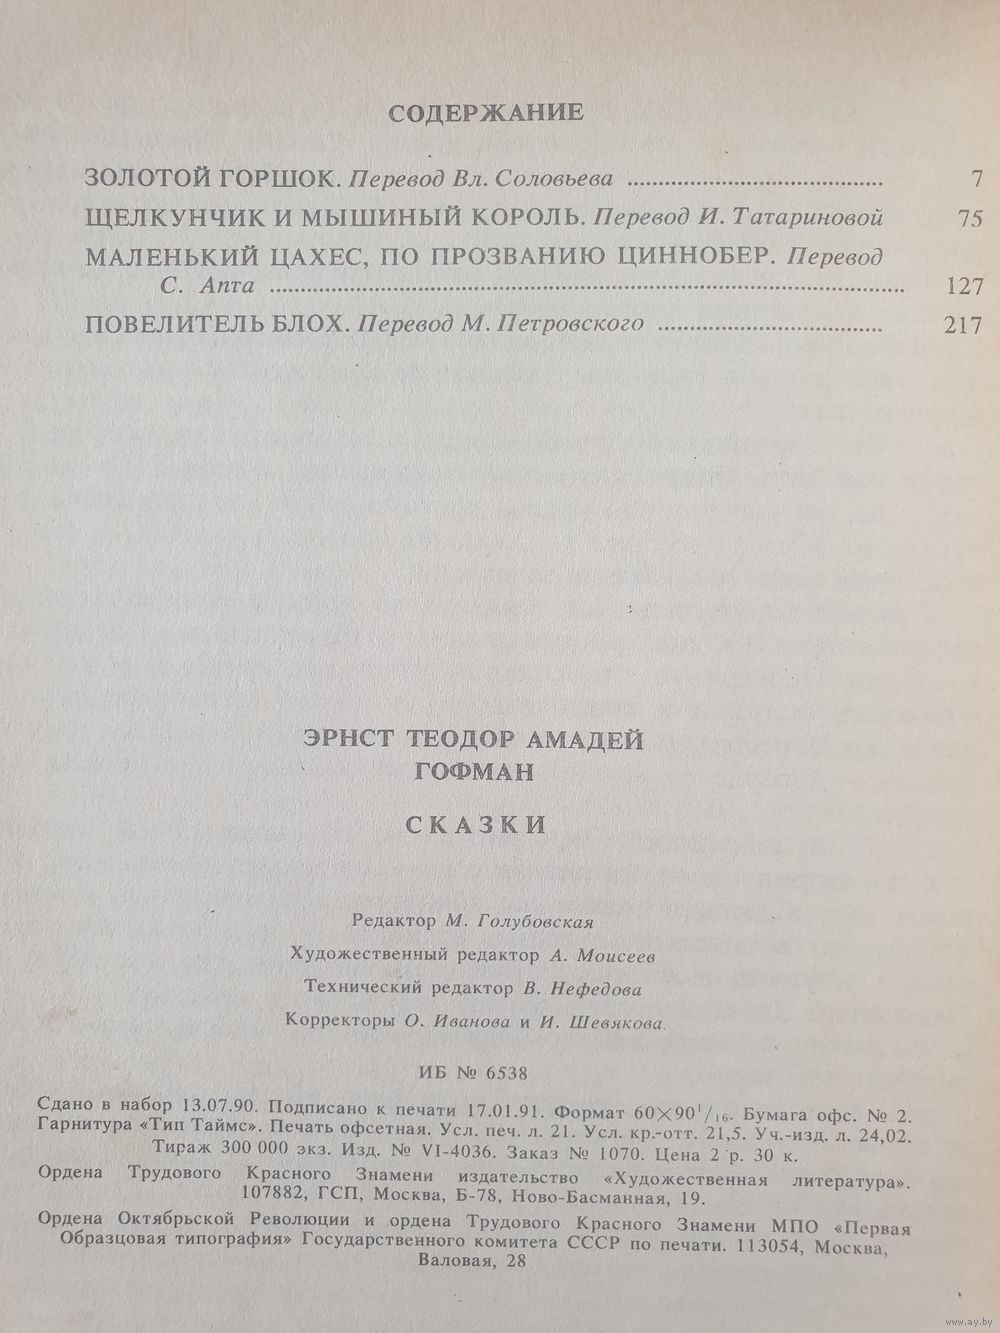 СОДЕРЖАНИЕ
ЗОЛОТОЙ ГОРШОК. Перевод Вл. Соловьева ........................................ 7
ЩЕЛКУНЧИК И МЫШИНЫЙ КОРОЛЬ. Перевод И. Татариновой 75
МАЛЕНЬКИЙ ЦАХЕС, ПО ПРОЗВАНИЮ ЦИННОБЕР. Перевод
С. Апта ........................................ 127
ПОВЕЛИТЕЛЬ БЛОХ. Перевод М. Петровского ................................... 217
ЭРНСТ ТЕОДОР АМАДЕЙ
ГОФМАН
СКАЗКИ
Редактор М. Голубовская
Художественный редактор А. Моисеев
Технический редактор В. Нефедова
Корректоры О. Иванова и И. Шевякова.
ИБ № 6538
Сдано в набор 13.07.90. Подписано к печати 17.01.91. Формат 60×90¹/₁₆. Бумага офс. № 2.
Гарнитура «Тип Таймс». Печать офсетная. Усл. печ. л. 21. Усл. кр.-отт. 21,5. Уч.-изд. л. 24,02.
Тираж 300 000 экз. Изд. № VI-4036. Заказ № 1070. Цена 2 р. 30 к.
Ордена Трудового Красного Знамени издательство «Художественная литература».
107882, ГСП, Москва, Б-78, Ново-Басманная, 19.
Ордена Октябрьской Революции и ордена Трудового Красного Знамени МПО «Первая
Образцовая типография» Государственного комитета СССР по печати. 113054, Москва,
Валовая, 28
www.ay.by